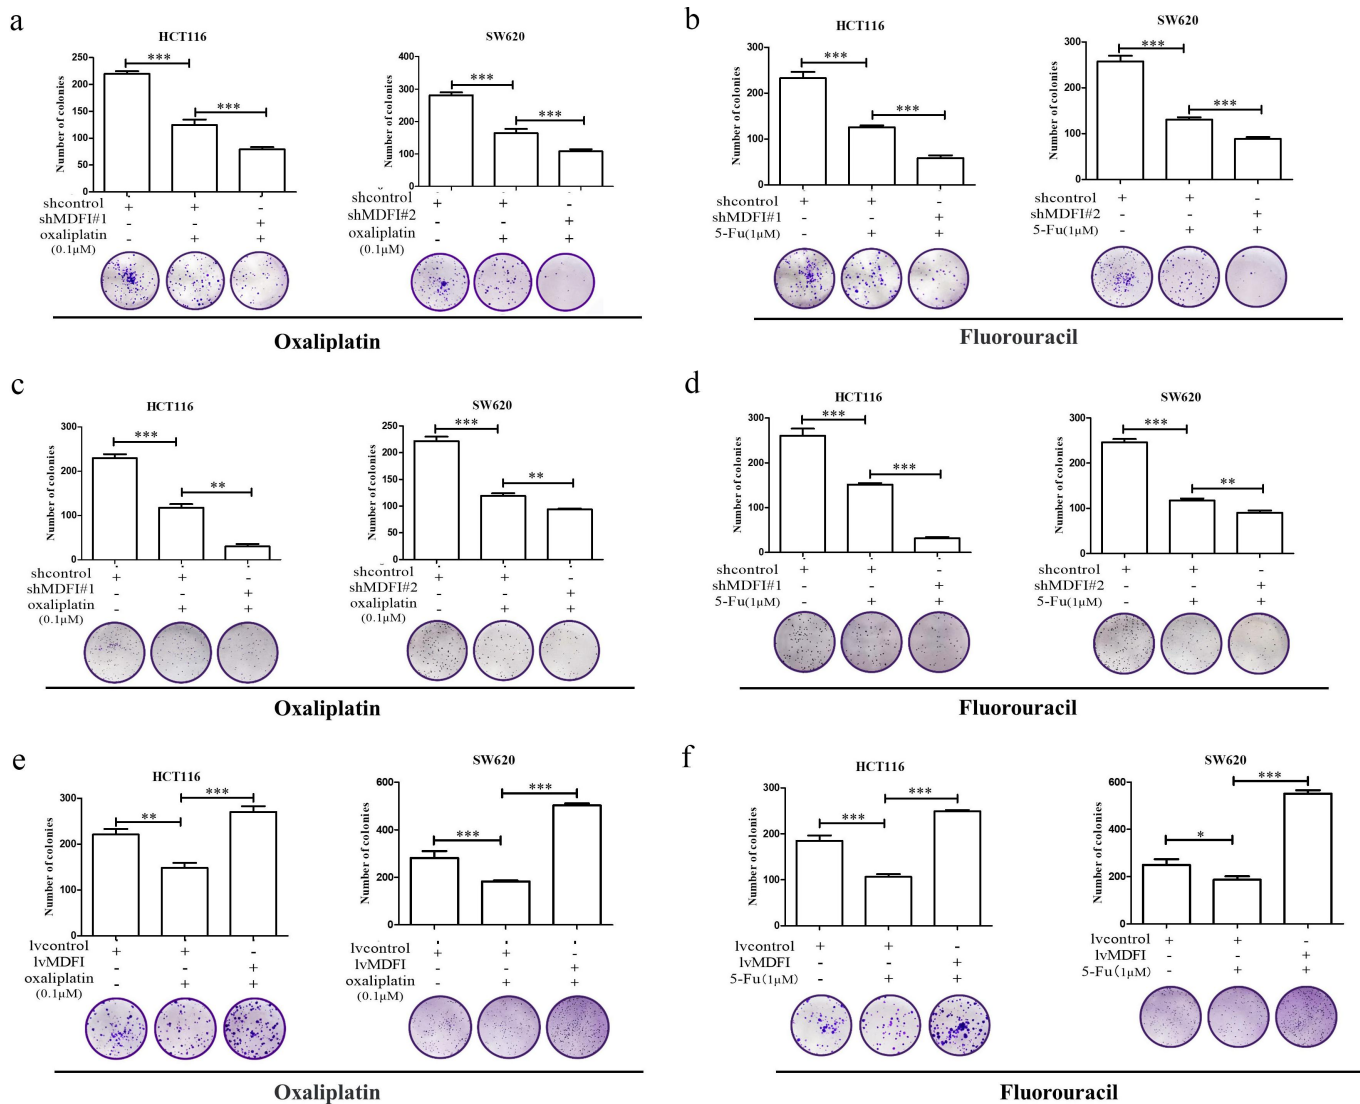 a
HCT116
Number of colonies
250
200
150
100
50
0
***
***
shcontrol + + -
shMDFI#1 - - +
oxaliplatin - + +
(0.1μM)
SW620
Number of colonies
400
300
200
100
0
***
***
shcontrol + + -
shMDFI#2 - - +
oxaliplatin - + +
(0.1μM)
Oxaliplatin
b
HCT116
Number of colonies
300
200
100
0
***
***
shcontrol + + -
shMDFI#1 - - +
5-Fu(1μM) - + +
SW620
Number of colonies
300
200
100
0
***
***
shcontrol + + -
shMDFI#2 - - +
5-Fu(1μM) - + +
Fluorouracil
c
HCT116
Number of colonies
300
200
100
0
***
**
shcontrol + + -
shMDFI#1 - - +
oxaliplatin - + +
(0.1μM)
SW620
Number of colonies
250
200
150
100
50
0
***
**
shcontrol + + -
shMDFI#2 - - +
oxaliplatin - + +
(0.1μM)
Oxaliplatin
d
HCT116
Number of colonies
300
200
100
0
***
***
shcontrol + + -
shMDFI#1 - - +
5-Fu(1μM) - + +
SW620
Number of colonies
300
200
100
0
***
**
shcontrol + + -
shMDFI#2 - - +
5-Fu(1μM) - + +
Fluorouracil
e
HCT116
Number of colonies
300
200
100
0
**
***
lvcontrol + + -
lvMDFI - - +
oxaliplatin - + +
(0.1μM)
SW620
Number of colonies
600
400
200
0
***
***
lvcontrol + + -
lvMDFI - - +
oxaliplatin - + +
(0.1μM)
Oxaliplatin
f
HCT116
Number of colonies
300
200
100
0
***
***
lvcontrol + + -
lvMDFI - - +
5-Fu(1μM) - + +
SW620
Number of colonies
600
400
200
0
*
***
lvcontrol + + -
lvMDFI - - +
5-Fu(1μM) - + +
Fluorouracil